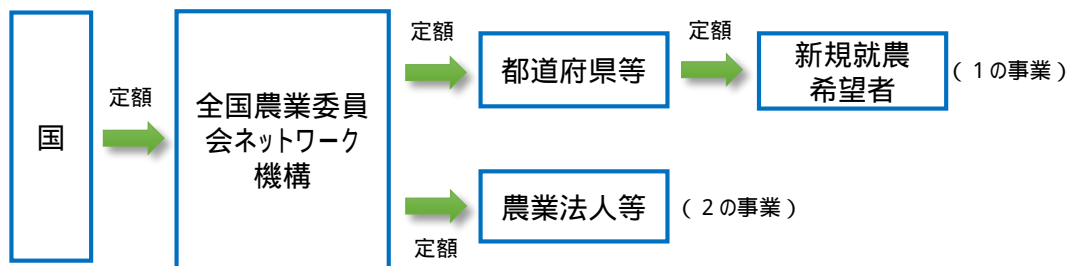 国
定額
全国農業委員
会ネットワーク
機構
定額
都道府県等
定額
新規就農
希望者
(1の事業)
定額
農業法人等
(2の事業)